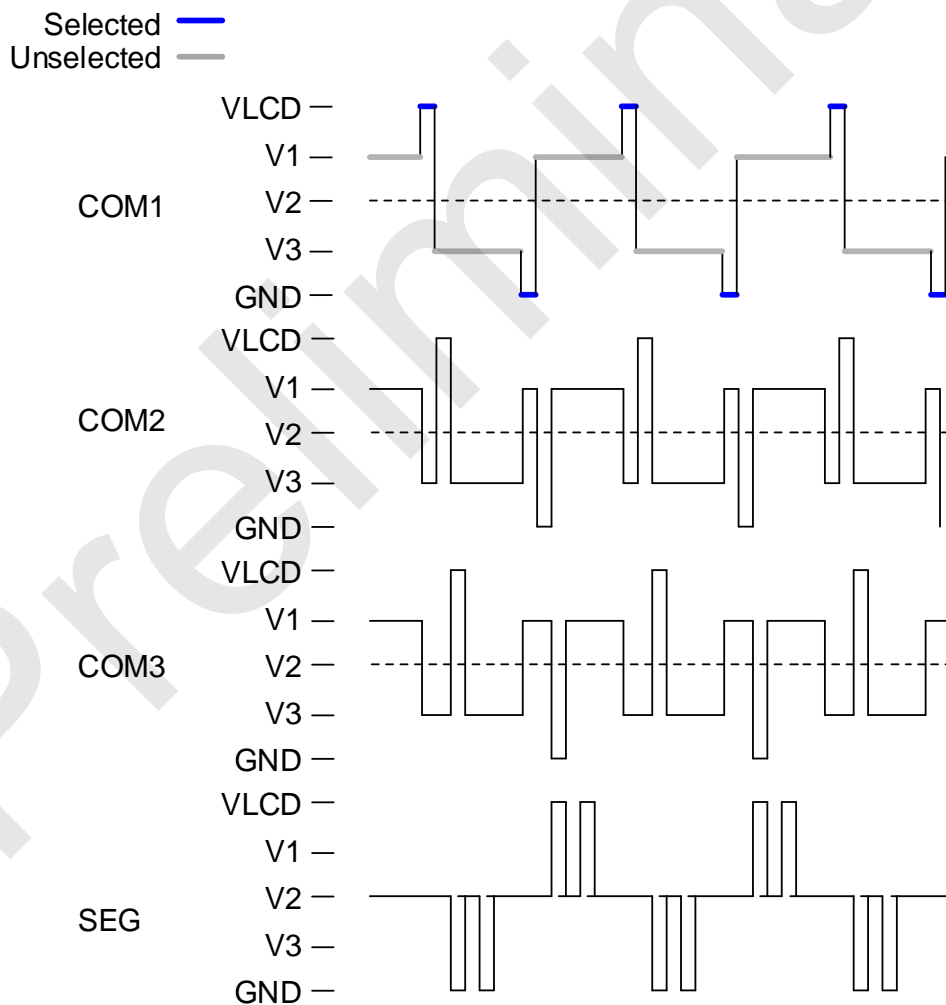 Selected
Unselected
VLCD
V1
COM1
V2
V3
GND
VLCD
V1
COM2
V2
V3
GND
VLCD
V1
COM3
V2
V3
GND
VLCD
V1
V2
SEG
V3
GND
Prelimina